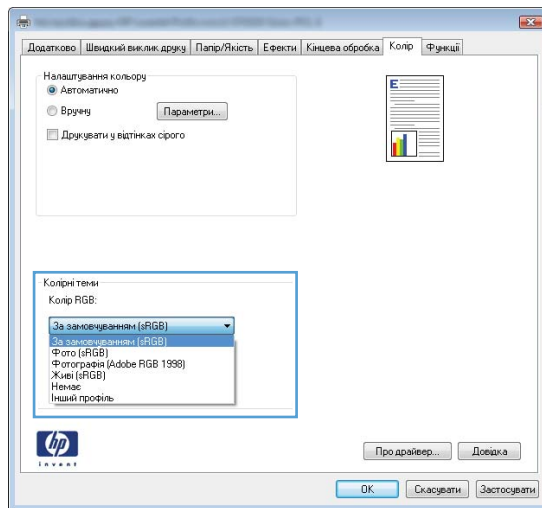 Додатково Швидкий виклик друку Папір/Якість Ефекти Кінцева обробка Колір Функції
Налаштування кольору
Автоматично
Вручну Параметри...
Друкувати у відтінках сірого
E
Колірні теми
Колір RGB:
За замовчуванням (sRGB)
За замовчуванням (sRGB)
Фото (sRGB)
Фотографія (Adobe RGB 1998)
Живі (sRGB)
Немає
Інший профіль
hp
invent
Про драйвер... Довідка
OK Скасувати Застосувати